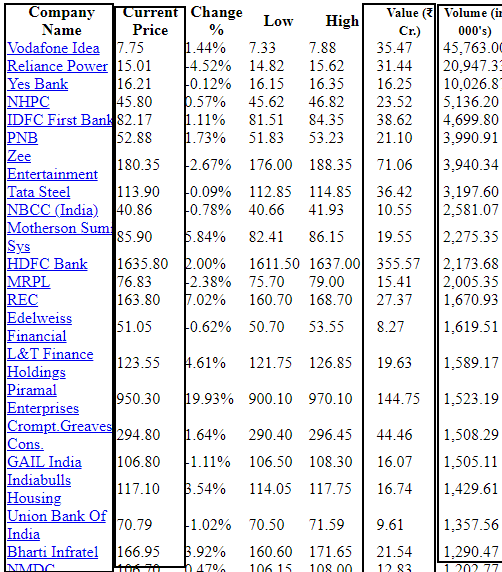 Company Name Current Price Change % Low High Value (₹ Cr.) Volume (in 000's)
Vodafone Idea 7.75 1.44% 7.33 7.88 35.47 45,763.0
Reliance Power 15.01 -4.52% 14.82 15.62 31.44 20,947.3
Yes Bank 16.21 -0.12% 16.15 16.35 16.25 10,026.8
NHPC 45.80 0.57% 45.62 46.82 23.52 5,136.20
IDFC First Bank 82.17 1.11% 81.51 84.35 38.62 4,699.80
PNB 52.88 1.73% 51.83 53.23 21.10 3,990.91
Zee Entertainment 180.35 -2.67% 176.00 188.35 71.06 3,940.34
Tata Steel 113.90 -0.09% 112.85 114.85 36.42 3,197.60
NBCC (India) 40.86 -0.78% 40.66 41.93 10.55 2,581.07
Motherson Sum Sys 85.90 5.84% 82.41 86.15 19.55 2,275.35
HDFC Bank 1635.80 2.00% 1611.50 1637.00 355.57 2,173.68
MRPL 76.83 -2.38% 75.70 79.00 15.41 2,005.35
REC 163.80 7.02% 160.70 168.70 27.37 1,670.93
Edelweiss Financial 51.05 -0.62% 50.70 53.55 8.27 1,619.51
L&T Finance Holdings 123.55 4.61% 121.75 126.85 19.63 1,589.17
Piramal Enterprises 950.30 19.93% 900.10 970.10 144.75 1,523.19
Crompt.Greaves Cons. 294.80 1.64% 290.40 296.45 44.46 1,508.29
GAIL India 106.80 -1.11% 106.50 108.30 16.07 1,505.11
Indiabulls Housing 117.10 3.54% 114.05 117.75 16.74 1,429.61
Union Bank Of India 70.79 -1.02% 70.50 71.59 9.61 1,357.56
Bharti Infratel 166.95 3.92% 160.60 171.65 21.54 1,290.47
NMDC 106.70 0.47% 106.15 108.00 12.83 1,202.77